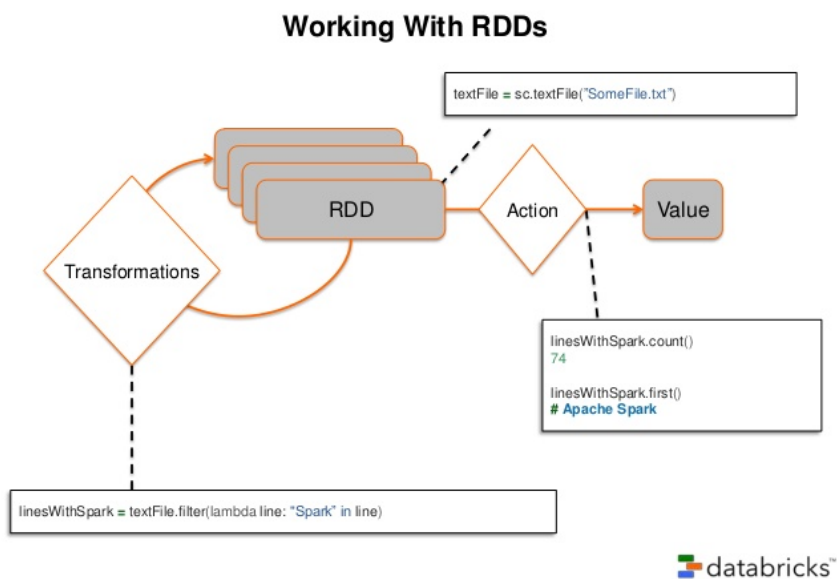 Working With RDDs
textFile = sc.textFile("SomeFile.txt")
RDD
Action
Value
Transformations
linesWithSpark.count()
74
linesWithSpark.first()
# Apache Spark
linesWithSpark = textFile.filter(lambda line: "Spark" in line)
databricks™